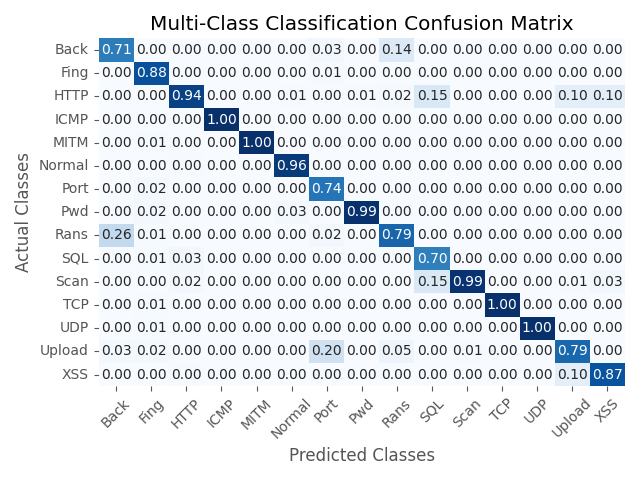 Multi-Class Classification Confusion Matrix
Actual Classes
Back 0.71 0.00 0.00 0.00 0.00 0.00 0.03 0.00 0.14 0.00 0.00 0.00 0.00 0.00 0.00
Fing 0.00 0.88 0.00 0.00 0.00 0.00 0.01 0.00 0.00 0.00 0.00 0.00 0.00 0.00 0.00
HTTP 0.00 0.00 0.94 0.00 0.00 0.01 0.00 0.01 0.02 0.15 0.00 0.00 0.00 0.10 0.10
ICMP 0.00 0.00 0.00 1.00 0.00 0.00 0.00 0.00 0.00 0.00 0.00 0.00 0.00 0.00 0.00
MITM 0.00 0.01 0.00 0.00 1.00 0.00 0.00 0.00 0.00 0.00 0.00 0.00 0.00 0.00 0.00
Normal 0.00 0.00 0.00 0.00 0.00 0.96 0.00 0.00 0.00 0.00 0.00 0.00 0.00 0.00 0.00
Port 0.00 0.02 0.00 0.00 0.00 0.00 0.74 0.00 0.00 0.00 0.00 0.00 0.00 0.00 0.00
Pwd 0.00 0.02 0.00 0.00 0.00 0.03 0.00 0.99 0.00 0.00 0.00 0.00 0.00 0.00 0.00
Rans 0.26 0.01 0.00 0.00 0.00 0.00 0.02 0.00 0.79 0.00 0.00 0.00 0.00 0.00 0.00
SQL 0.00 0.01 0.03 0.00 0.00 0.00 0.00 0.00 0.00 0.70 0.00 0.00 0.00 0.00 0.00
Scan 0.00 0.00 0.02 0.00 0.00 0.00 0.00 0.00 0.00 0.15 0.99 0.00 0.00 0.01 0.03
TCP 0.00 0.01 0.00 0.00 0.00 0.00 0.00 0.00 0.00 0.00 0.00 1.00 0.00 0.00 0.00
UDP 0.00 0.01 0.00 0.00 0.00 0.00 0.00 0.00 0.00 0.00 0.00 0.00 1.00 0.00 0.00
Upload 0.03 0.02 0.00 0.00 0.00 0.00 0.20 0.00 0.05 0.00 0.01 0.00 0.00 0.79 0.00
XSS 0.00 0.00 0.00 0.00 0.00 0.00 0.00 0.00 0.00 0.00 0.00 0.00 0.00 0.10 0.87
Back Fing HTTP ICMP MITM Normal Port Pwd Rans SQL Scan TCP UDP Upload XSS
Predicted Classes